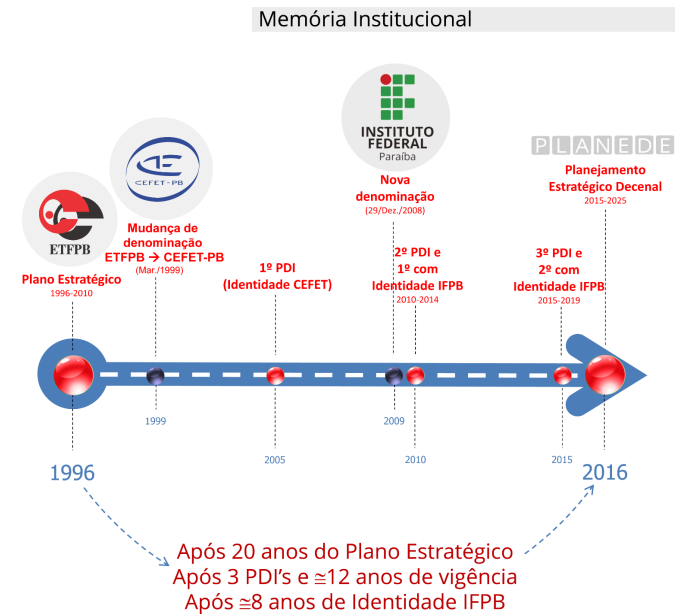 Memória Institucional
INSTITUTO
FEDERAL
Paraíba
CEFET-PB
ETFPB
PLANEDE
Planejamento
Estratégico Decenal
2015-2025
Nova
denominação
(29/Dez./2008)
Mudança de
denominação
ETFPB → CEFET-PB
(Mar./1999)
Plano Estratégico
1996-2010
1º PDI
(Identidade CEFET)
2º PDI e
1º com
Identidade IFPB
2010-2014
3º PDI e
2º com
Identidade IFPB
2015-2019
1999
2009
2005
2010
2015
1996
2016
Após 20 anos do Plano Estratégico
Após 3 PDI's e ≅12 anos de vigência
Após ≅8 anos de Identidade IFPB